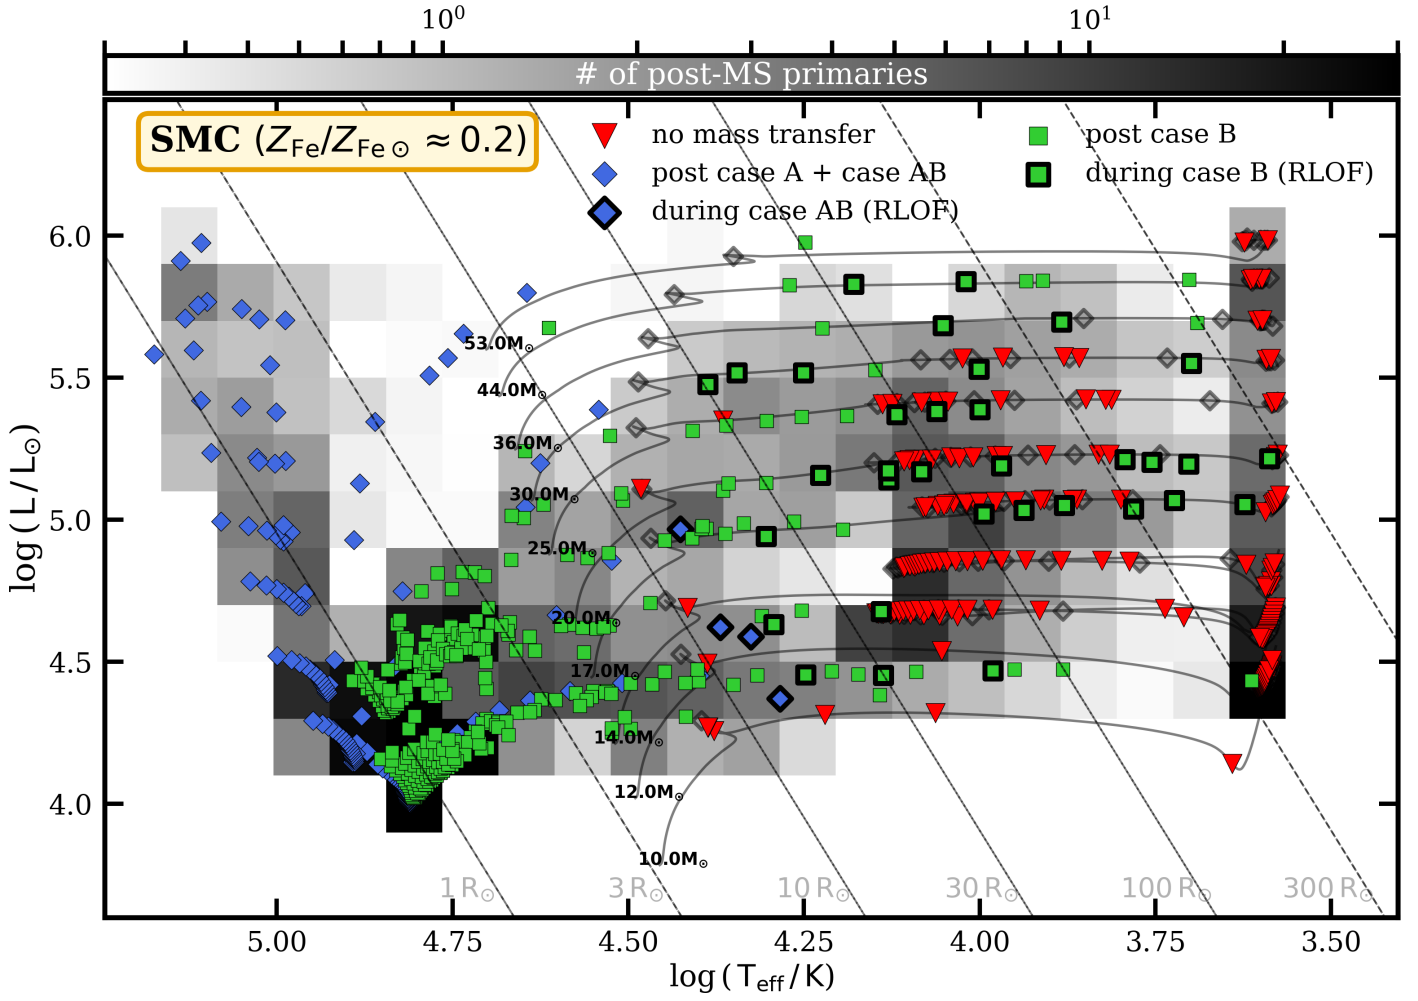 10⁰ 10¹
# of post-MS primaries
SMC (Z_Fe/Z_Fe⊙ ≈ 0.2)
no mass transfer
post case A + case AB
during case AB (RLOF)
post case B
during case B (RLOF)
6.0
5.5
5.0
4.5
4.0
log ( L / L⊙ )
53.0M⊙
44.0M⊙
36.0M⊙
30.0M⊙
25.0M⊙
20.0M⊙
17.0M⊙
14.0M⊙
12.0M⊙
10.0M⊙
1 R⊙ 3 R⊙ 10 R⊙ 30 R⊙ 100 R⊙ 300 R⊙
5.00 4.75 4.50 4.25 4.00 3.75 3.50
log ( T_eff / K )